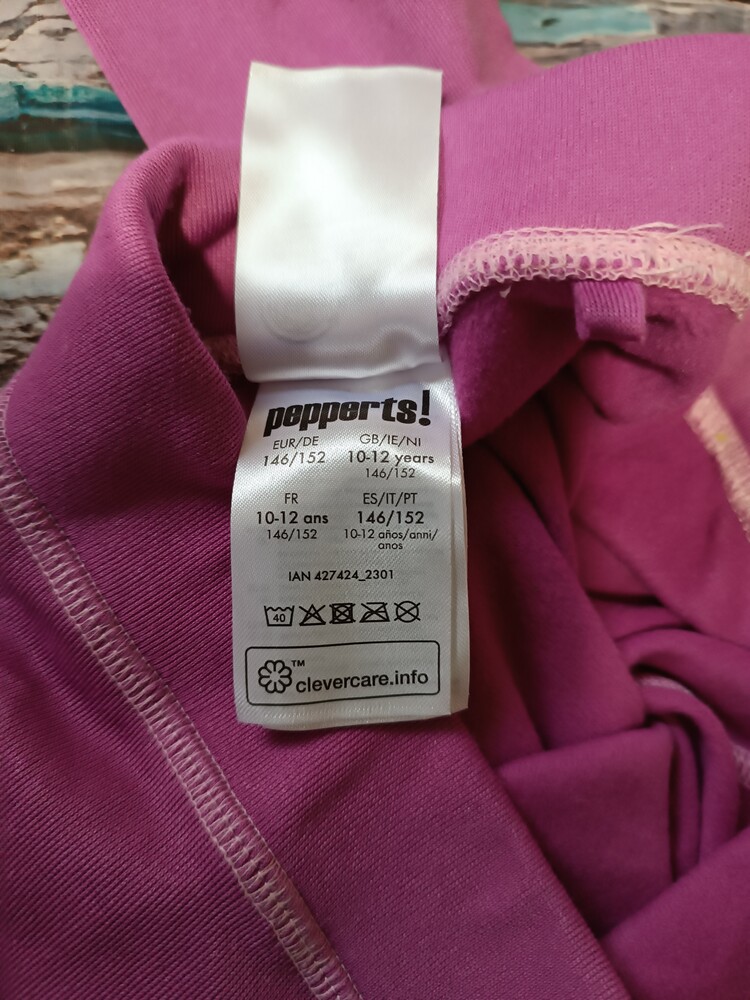 pepperts!
EUR/DE GB/IE/NI
146/152 10-12 years
146/152
FR ES/IT/PT
10-12 ans 146/152
146/152 10-12 años/anni/
anos
IAN 427424_2301
40
™
clevercare.info